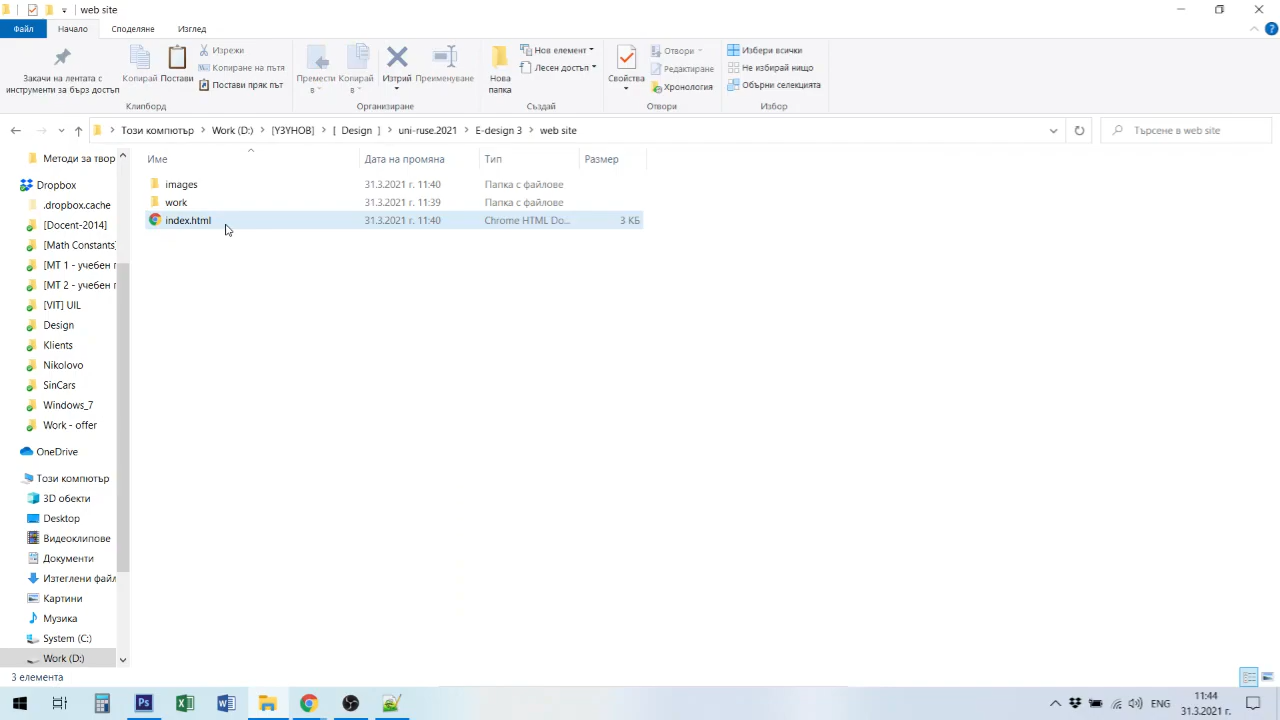 web site
Файл Начало Споделяне Изглед
Закачи на лентата с инструменти за бърз достъп
Копирай Постави
Изрежи
Копиране на пътя
Постави пряк път
Клипборд
Премести в Копирай в Изтрий Преименуване
Организиране
Нова папка
Нов елемент
Лесен достъп
Създай
Свойства
Отвори
Редактиране
Хронология
Отвори
Избери всички
Не избирай нищо
Обърни селекцията
Избор
Този компютър Work (D:) [УЗУНОВ] [ Design ] uni-ruse.2021 E-design 3 web site
Търсене в web site
Име Дата на промяна Тип Размер
images 31.3.2021 г. 11:40 Папка с файлове
work 31.3.2021 г. 11:39 Папка с файлове
index.html 31.3.2021 г. 11:40 Chrome HTML Do... 3 КБ
Методи за твор
Dropbox
.dropbox.cache
[Docent-2014]
[Math Constants]
[MT 1 - учебен
[MT 2 - учебен
[VIT] UIL
Design
Klients
Nikolovo
SinCars
Windows_7
Work - offer
OneDrive
Този компютър
3D обекти
Desktop
Видеоклипове
Документи
Изтеглени фай
Картини
Музика
System (C:)
Work (D:)
3 елемента
ENG
11:44
31.3.2021 г.